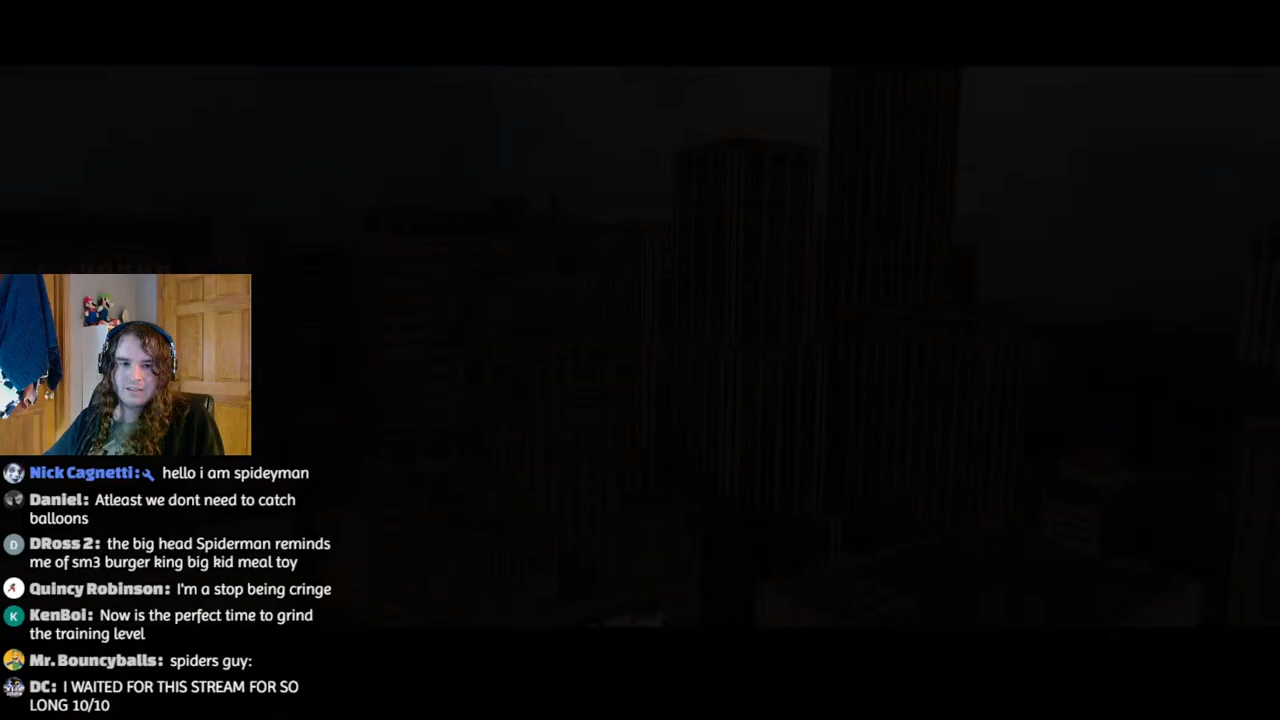 Nick Cagnetti: hello i am spideyman
Daniel: Atleast we dont need to catch
balloons
D DRoss 2: the big head Spiderman reminds
me of sm3 burger king big kid meal toy
Quincy Robinson: I'm a stop being cringe
K KenBoi: Now is the perfect time to grind
the training level
Mr. Bouncyballs: spiders guy:
DC: I WAITED FOR THIS STREAM FOR SO
LONG 10/10